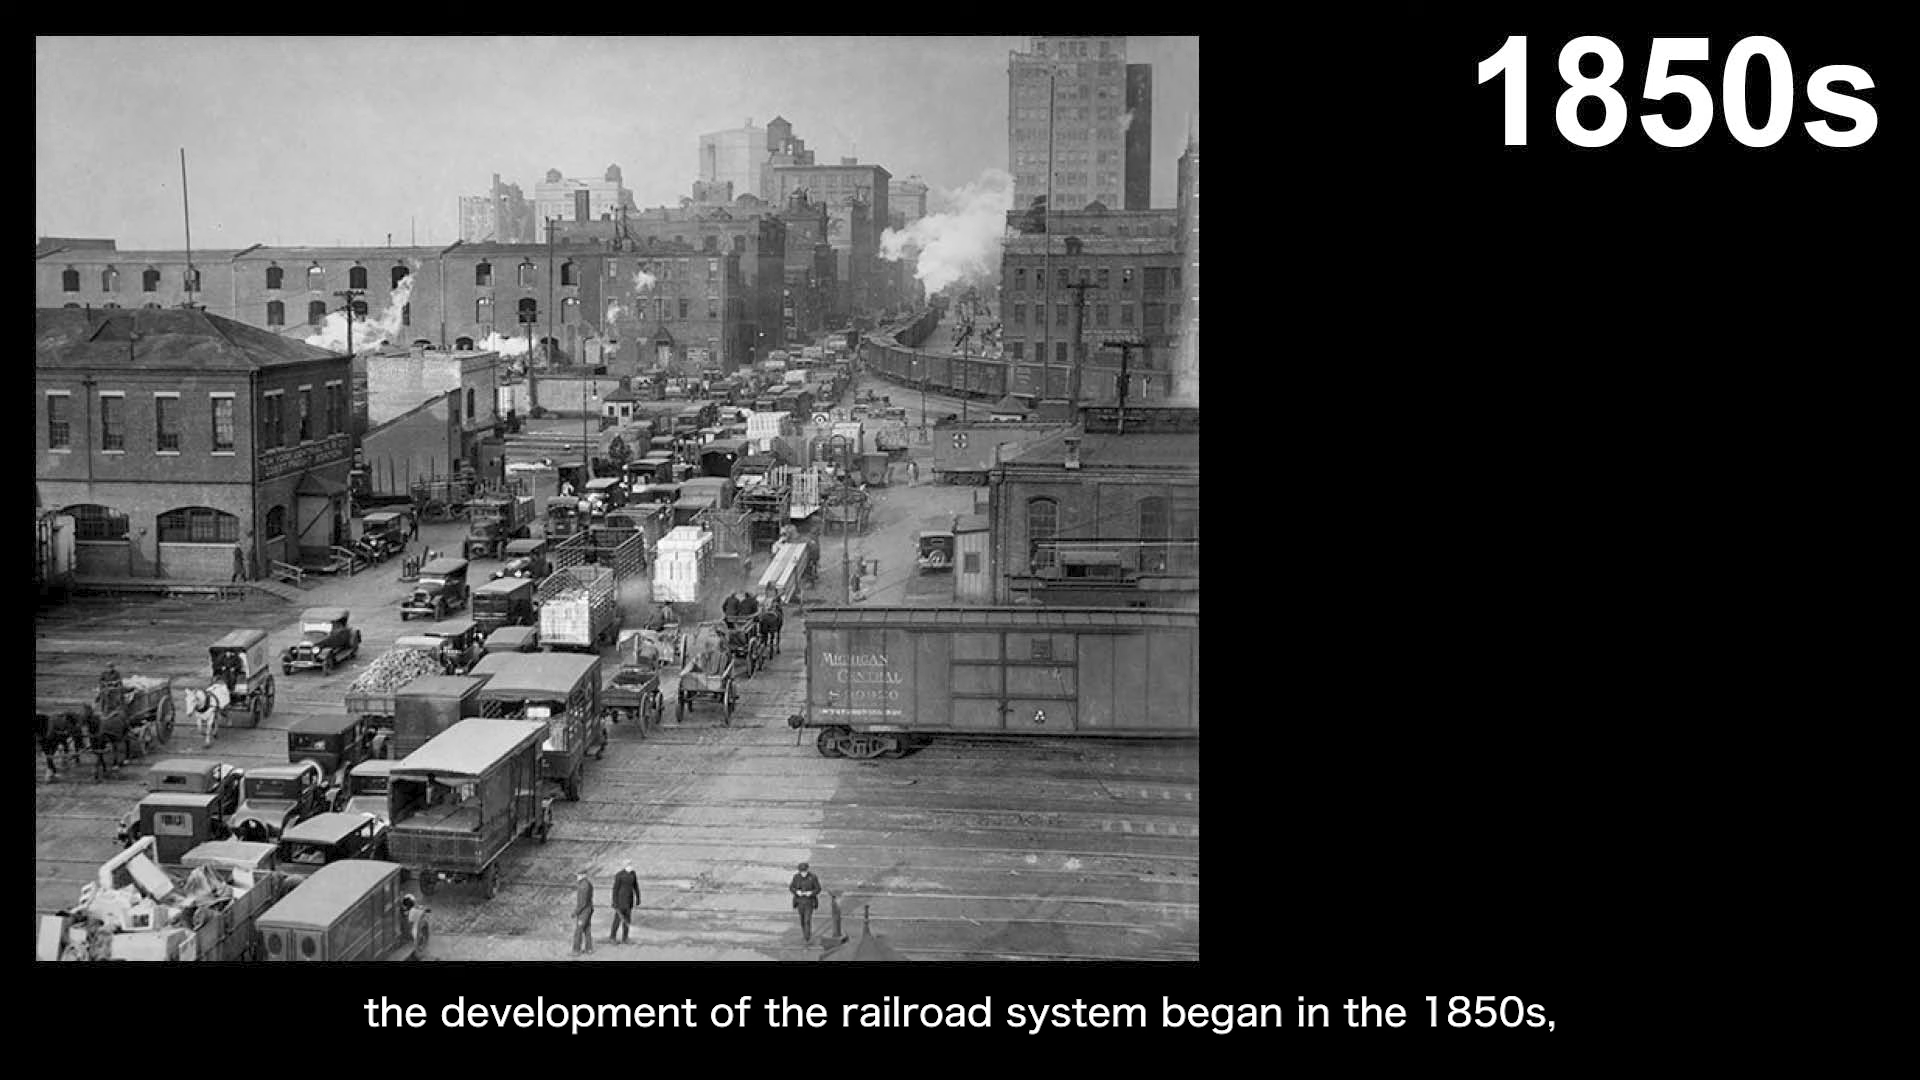 1850s
MICHIGAN
CENTRAL
the development of the railroad system began in the 1850s,